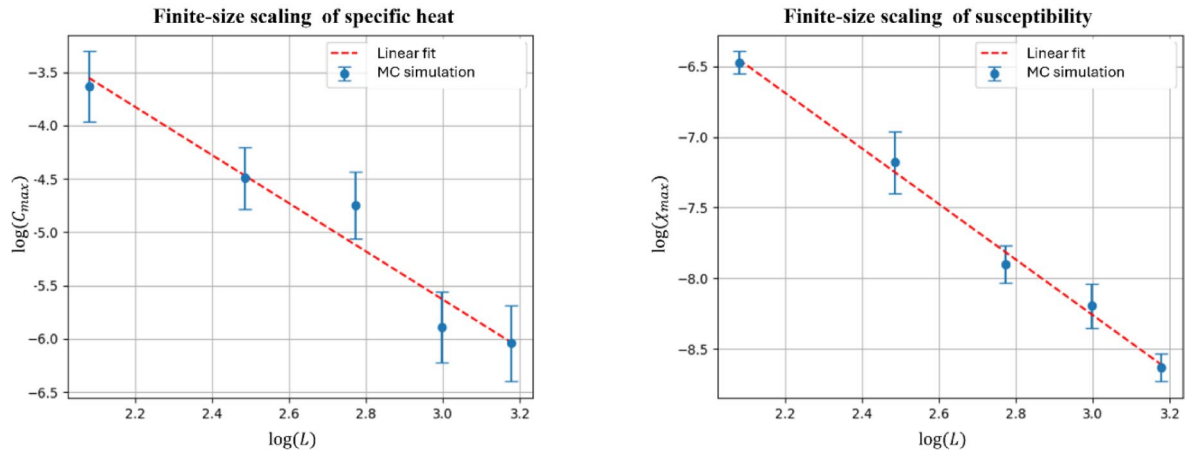 Finite-size scaling of specific heat
Linear fit
MC simulation
−3.5
−4.0
−4.5
−5.0
−5.5
−6.0
−6.5
log(C_max)
2.2
2.4
2.6
2.8
3.0
3.2
log(L)
Finite-size scaling of susceptibility
Linear fit
MC simulation
−6.5
−7.0
−7.5
−8.0
−8.5
log(χ_max)
2.2
2.4
2.6
2.8
3.0
3.2
log(L)